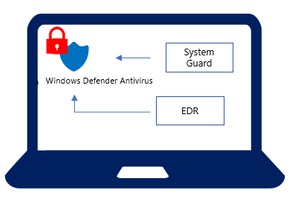 System
Guard
Windows Defender Antivirus
EDR